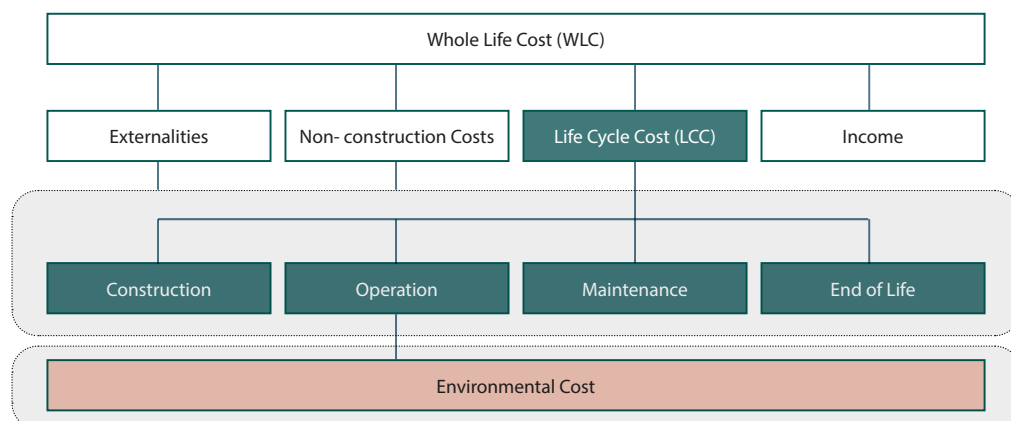 Whole Life Cost (WLC)
Externalities
Non- construction Costs
Life Cycle Cost (LCC)
Income
Construction
Operation
Maintenance
End of Life
Environmental Cost